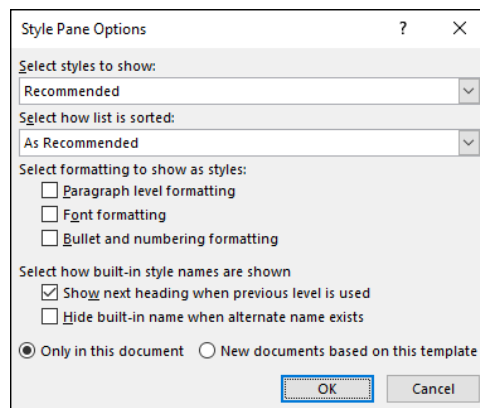 Style Pane Options ?
Select styles to show:
Recommended
Select how list is sorted:
As Recommended
Select formatting to show as styles:
Paragraph level formatting
Font formatting
Bullet and numbering formatting
Select how built-in style names are shown
Show next heading when previous level is used
Hide built-in name when alternate name exists
Only in this document New documents based on this template
OK Cancel